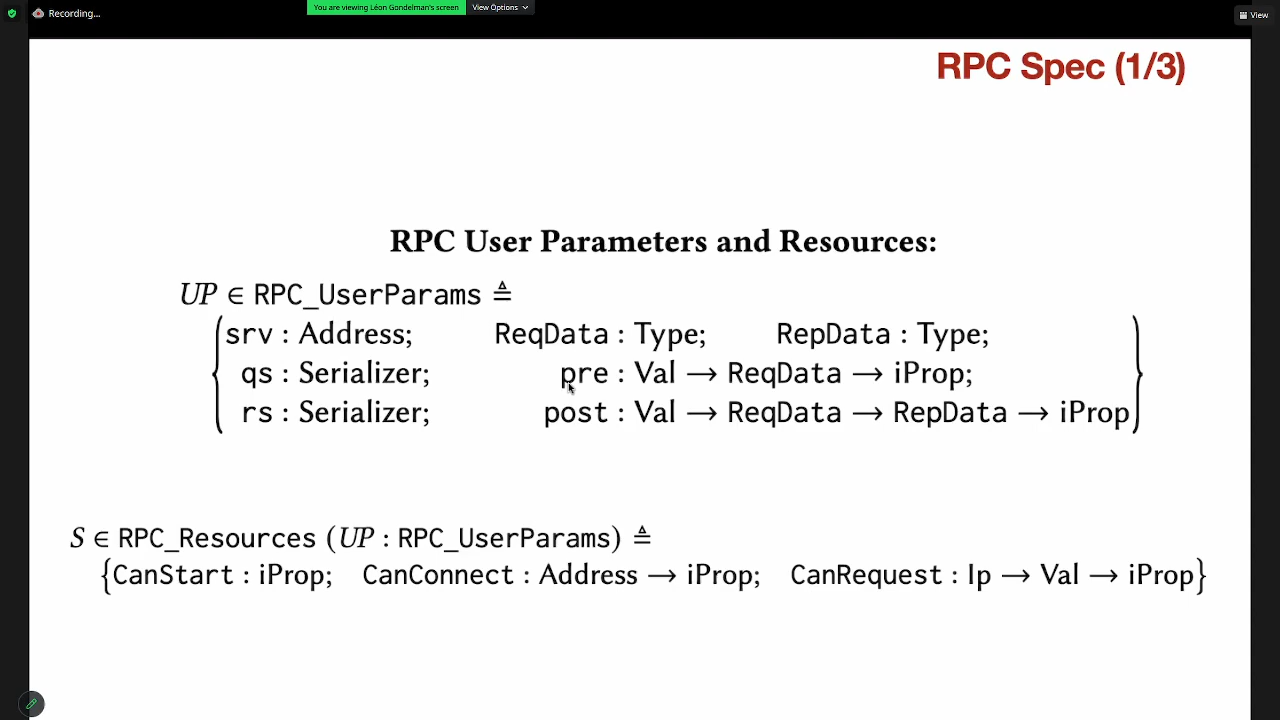 Recording...
You are viewing Léon Gondelman's screen
View Options
View
RPC Spec (1/3)
RPC User Parameters and Resources:
UP ∈ RPC_UserParams ≜
srv : Address; ReqData : Type; RepData : Type;
qs : Serializer; pre : Val → ReqData → iProp;
rs : Serializer; post : Val → ReqData → RepData → iProp
S ∈ RPC_Resources (UP : RPC_UserParams) ≜
{CanStart : iProp; CanConnect : Address → iProp; CanRequest : Ip → Val → iProp}